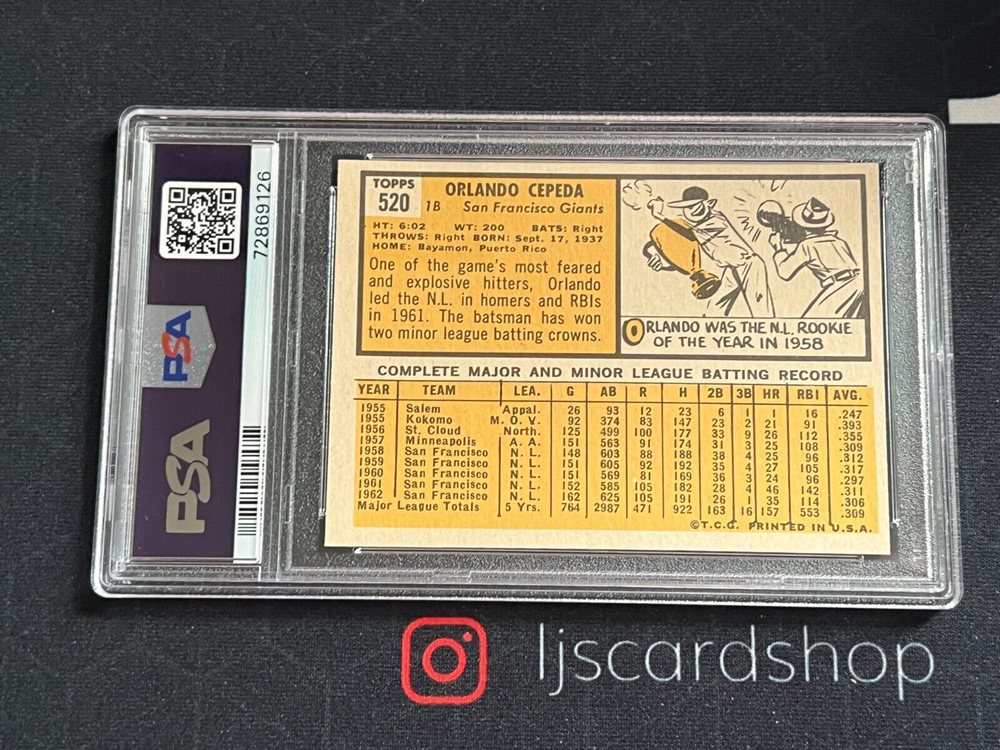 72869126
PSA
PSA
TOPPS
520
ORLANDO CEPEDA
1B San Francisco Giants
HT: 6:02 WT: 200 BATS: Right
THROWS: Right BORN: Sept. 17, 1937
HOME: Bayamon, Puerto Rico
One of the game's most feared
and explosive hitters, Orlando
led the N.L. in homers and RBIs
in 1961. The batsman has won
two minor league batting crowns.
ORLANDO WAS THE N.L. ROOKIE
OF THE YEAR IN 1958
COMPLETE MAJOR AND MINOR LEAGUE BATTING RECORD
YEAR TEAM LEA. G AB R H 2B 3B HR RBI AVG.
1955 Salem Appal. 26 93 12 23 6 1 1 16 .247
1955 Kokomo M. O. V. 92 374 83 147 23 2 21 91 .393
1956 St. Cloud North. 125 499 100 177 33 9 26 112 .355
1957 Minneapolis A. A. 151 563 91 174 31 3 25 108 .309
1958 San Francisco N. L. 148 603 88 188 38 4 25 96 .312
1959 San Francisco N. L. 151 605 92 192 35 4 27 105 .317
1960 San Francisco N. L. 151 569 81 169 36 3 24 96 .297
1961 San Francisco N. L. 152 585 105 182 28 4 46 142 .311
1962 San Francisco N. L. 162 625 105 191 26 1 35 114 .306
Major League Totals 5 Yrs. 764 2987 471 922 163 16 157 553 .309
©T.C.G. PRINTED IN U.S.A.
ljscardshop